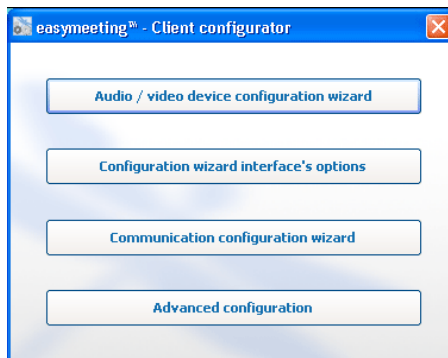 easymeeting™ - Client configurator
Audio / video device configuration wizard
Configuration wizard interface's options
Communication configuration wizard
Advanced configuration